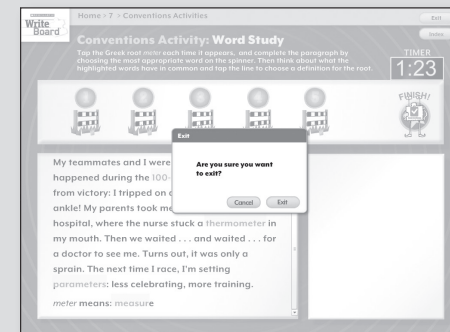 Write
Board
Home > 7 > Conventions Activities
Exit
Index
Conventions Activity: Word Study
Tap the Greek root meter each time it appears, and complete the paragraph by
choosing the most appropriate word on the spinner. Then think about what the
highlighted words have in common and tap the line to choose a definition for the root.
TIMER
1:23
FINISH!
Exit
Are you sure you want
to exit?
Cancel
Exit
My teammates and I were
happened during the 100-
from victory: I tripped on
ankle! My parents took me
hospital, where the nurse stuck a thermometer in
my mouth. Then we waited . . . and waited . . . for
a doctor to see me. Turns out, it was only a
sprain. The next time I race, I'm setting
parameters: less celebrating, more training.
meter means: measure